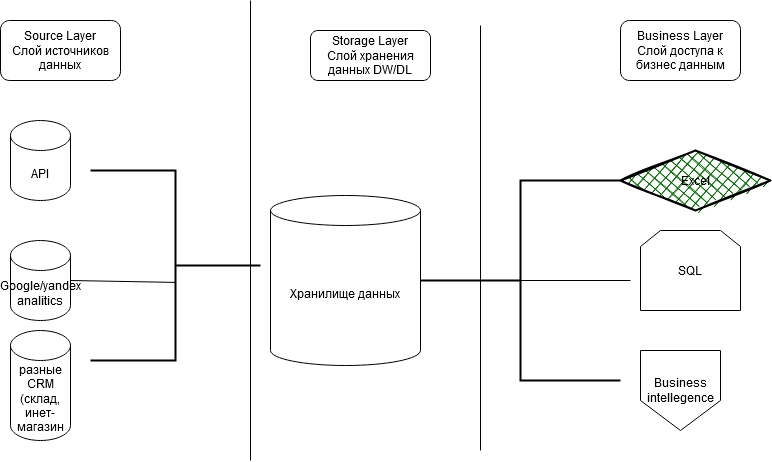 Source Layer
Слой источников
данных
Storage Layer
Слой хранения
данных DW/DL
Business Layer
Слой доступа к
бизнес данным
API
Google/yandex
analitics
разные
CRM
(склад,
инет-
магазин
Хранилище данных
Excel
SQL
Business
intellegence